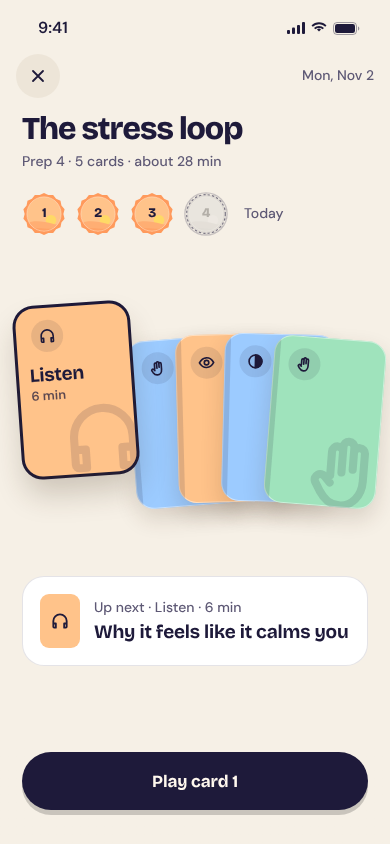 9:41
Mon, Nov 2
The stress loop
Prep 4 · 5 cards · about 28 min
1 2 3 4 Today
Listen
6 min
Up next · Listen · 6 min
Why it feels like it calms you
Play card 1